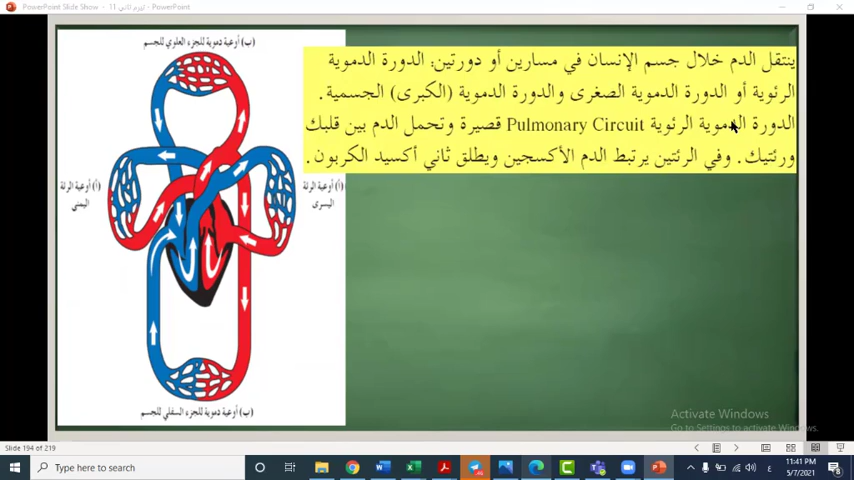 PowerPoint Slide Show - 11 الهرم الثاني - PowerPoint
(ب) أوعية دموية للجزء العلوي للجسم
ينتقل الدم خلال جسم الإنسان في مسارين أو دورتين: الدورة الدموية
الرئوية أو الدورة الدموية الصغرى والدورة الدموية (الكبرى) الجسمية.
الدورة الدموية الرئوية Pulmonary Circuit قصيرة وتحمل الدم بين قلبك
ورئتيك. وفي الرئتين يرتبط الدم الأكسجين ويطلق ثاني أكسيد الكربون.
(أ) أوعية الرئة
اليمنى
(أ) أوعية الرئة
اليسرى
(ب) أوعية دموية للجزء السفلي للجسم
Activate Windows
Go to Settings to activate Windows.
Slide 194 of 219
Type here to search
ع
11:41 PM
5/7/2021